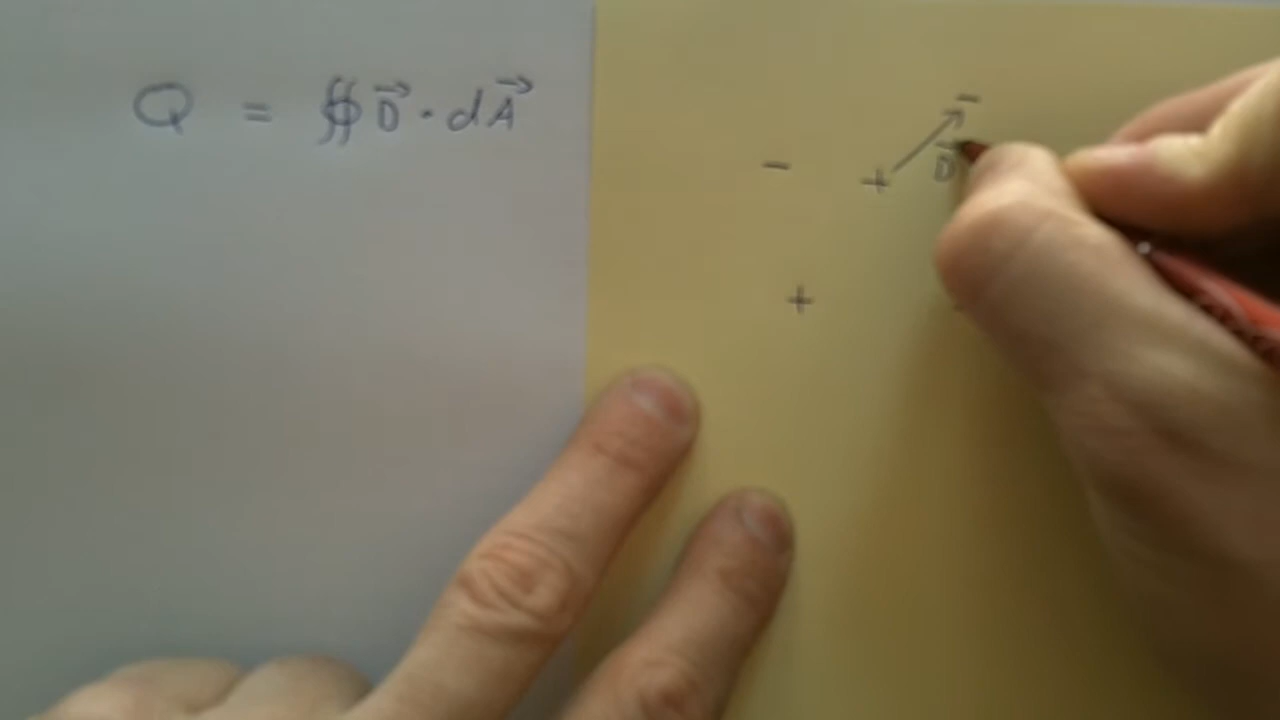 Q = ∯ D⃗ · dA⃗
−
− +
D⃗
+